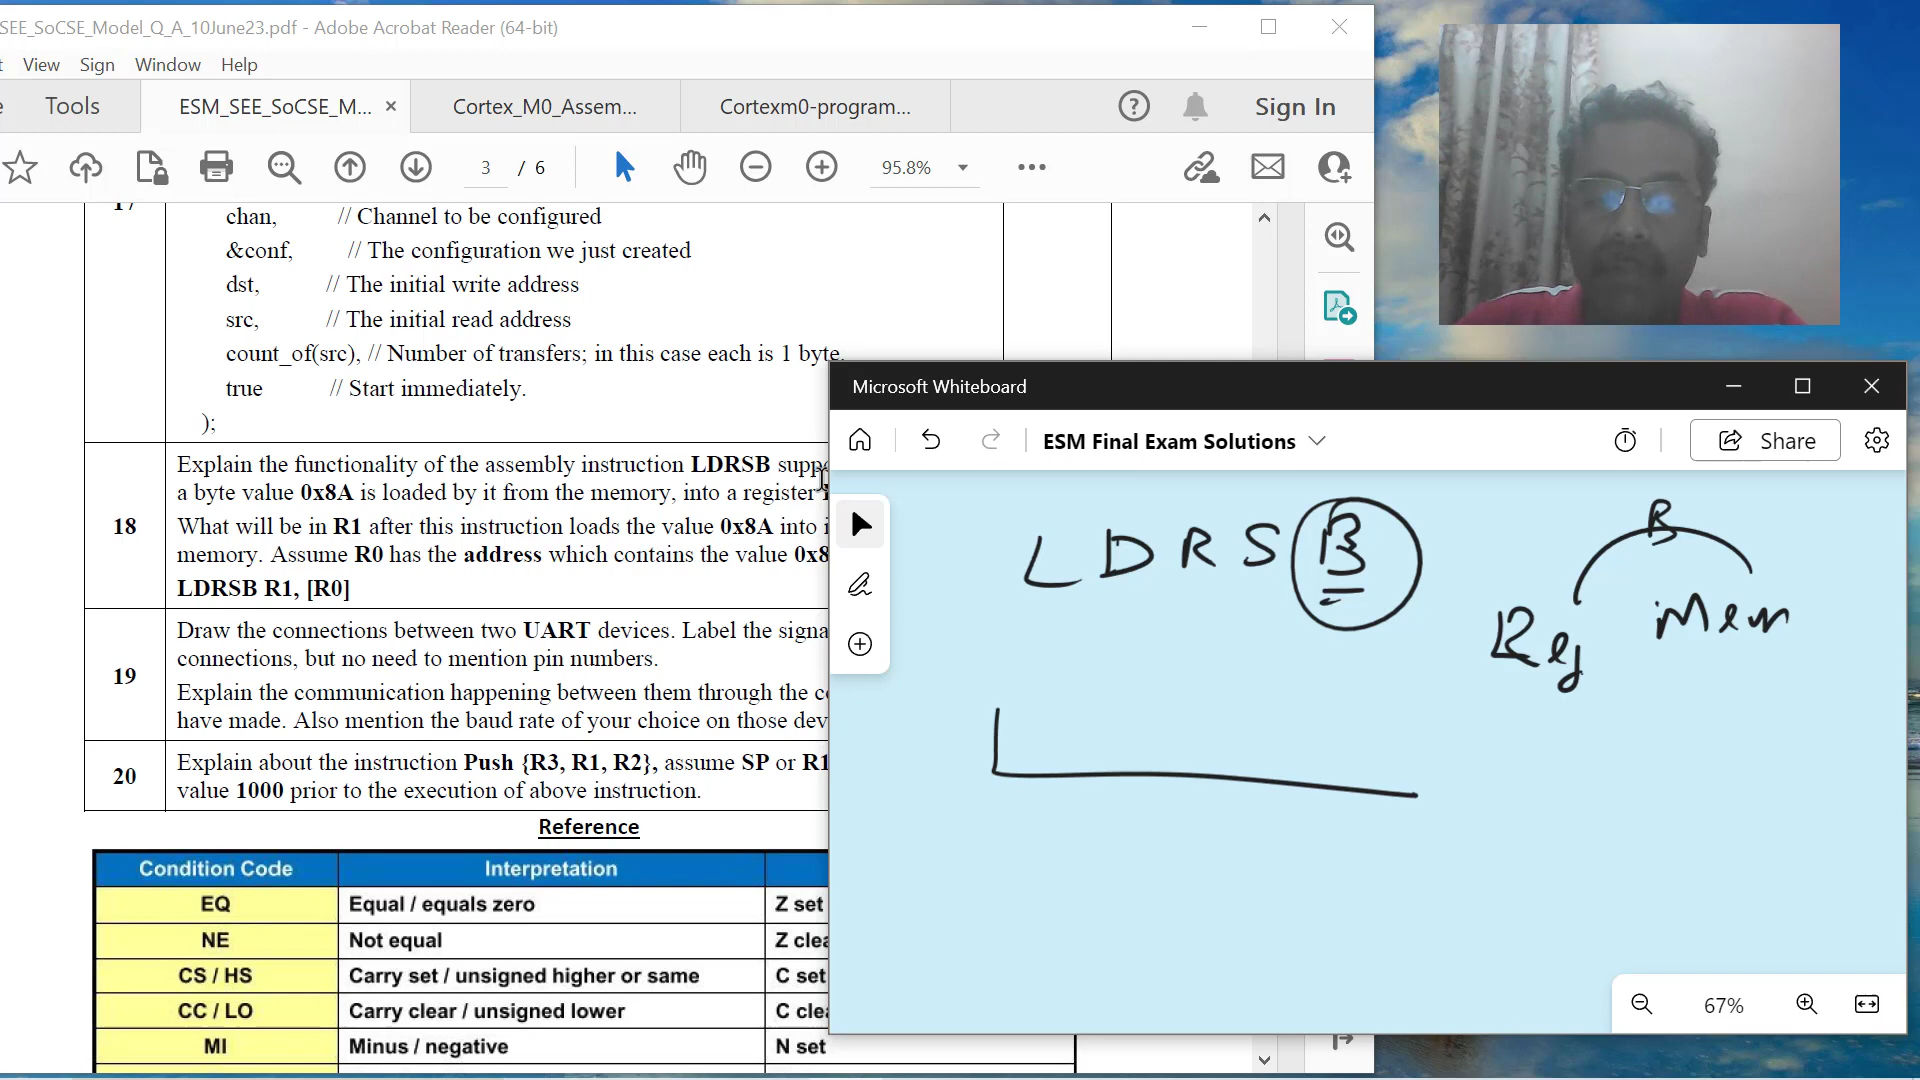 SEE_SoCSE_Model_Q_A_10June23.pdf - Adobe Acrobat Reader (64-bit)
View Sign Window Help
Tools ESM_SEE_SoCSE_M... Cortex_M0_Assem... Cortexm0-program... Sign In
3 / 6 95.8%
17
chan, // Channel to be configured
&conf, // The configuration we just created
dst, // The initial write address
src, // The initial read address
count_of(src), // Number of transfers; in this case each is 1 byte.
true // Start immediately.
);
18
Explain the functionality of the assembly instruction LDRSB supp
a byte value 0x8A is loaded by it from the memory, into a register
What will be in R1 after this instruction loads the value 0x8A into i
memory. Assume R0 has the address which contains the value 0x8
LDRSB R1, [R0]
19
Draw the connections between two UART devices. Label the signa
connections, but no need to mention pin numbers.
Explain the communication happening between them through the c
have made. Also mention the baud rate of your choice on those dev
20
Explain about the instruction Push {R3, R1, R2}, assume SP or R1
value 1000 prior to the execution of above instruction.
Reference
Condition Code Interpretation
EQ Equal / equals zero Z set
NE Not equal Z clea
CS / HS Carry set / unsigned higher or same C set
CC / LO Carry clear / unsigned lower C clea
MI Minus / negative N set
Microsoft Whiteboard
ESM Final Exam Solutions Share
LDRSB
B
Reg Mem
67%